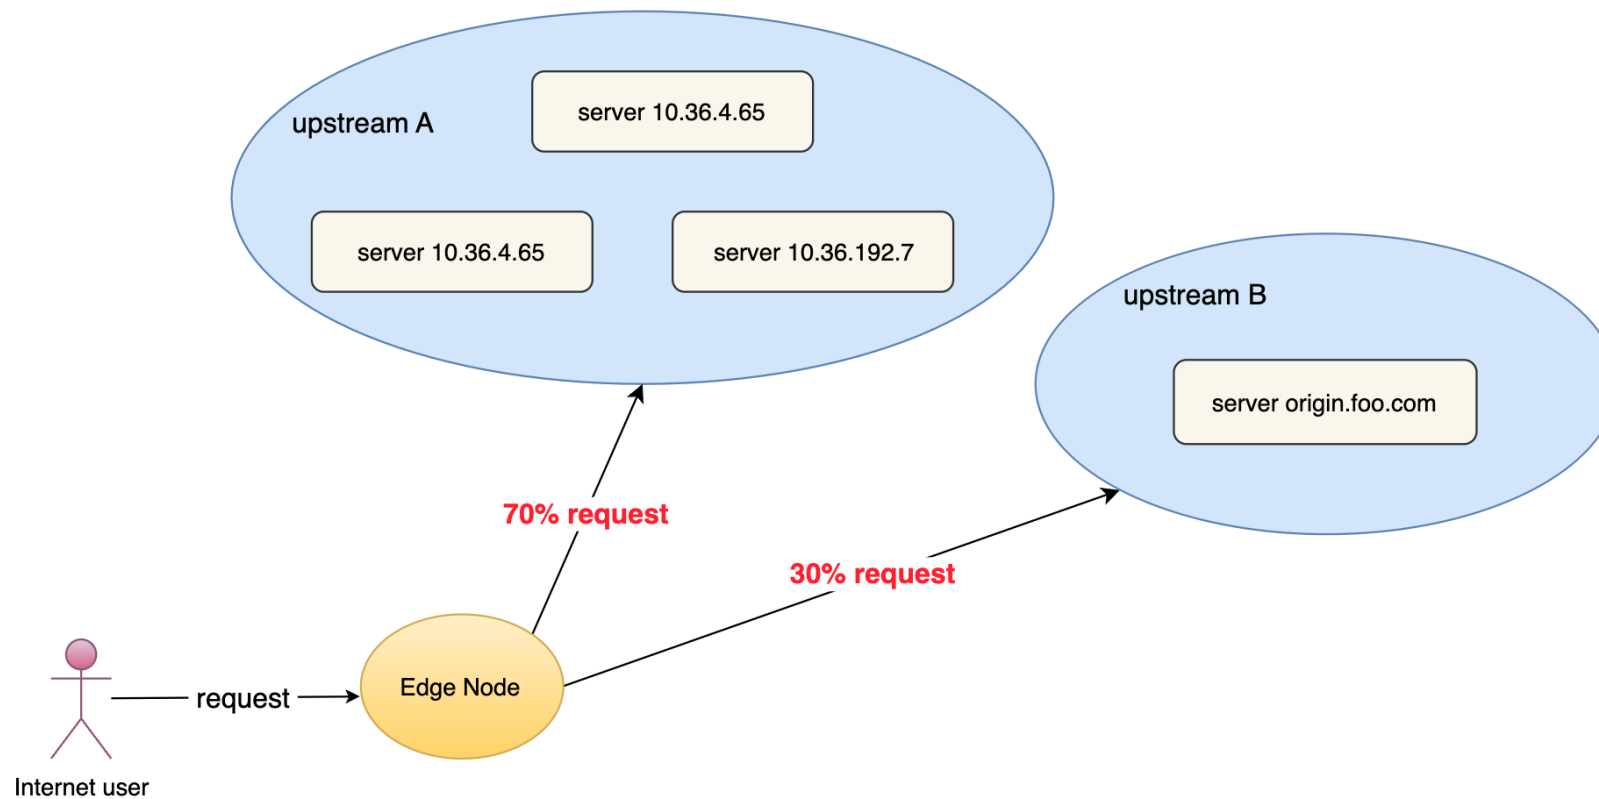 server 10.36.4.65
upstream A
server 10.36.4.65
server 10.36.192.7
upstream B
server origin.foo.com
70% request
30% request
Edge Node
request
Internet user